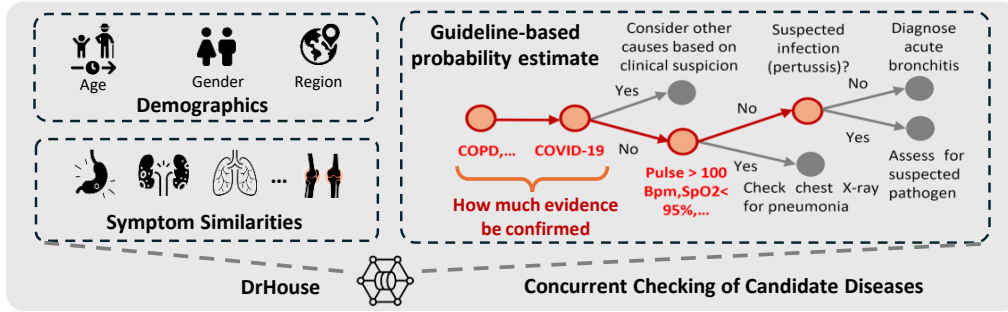 Age
Gender
Region
Demographics
...
Symptom Similarities
Guideline-based
probability estimate
Consider other
causes based on
clinical suspicion
Suspected
infection
(pertussis)?
Diagnose
acute
bronchitis
Yes
No
No
No
Yes
Yes
COPD,...
COVID-19
How much evidence
be confirmed
Pulse > 100
Bpm,SpO2<
95%,...
Check chest X-ray
for pneumonia
Assess for
suspected
pathogen
DrHouse
Concurrent Checking of Candidate Diseases